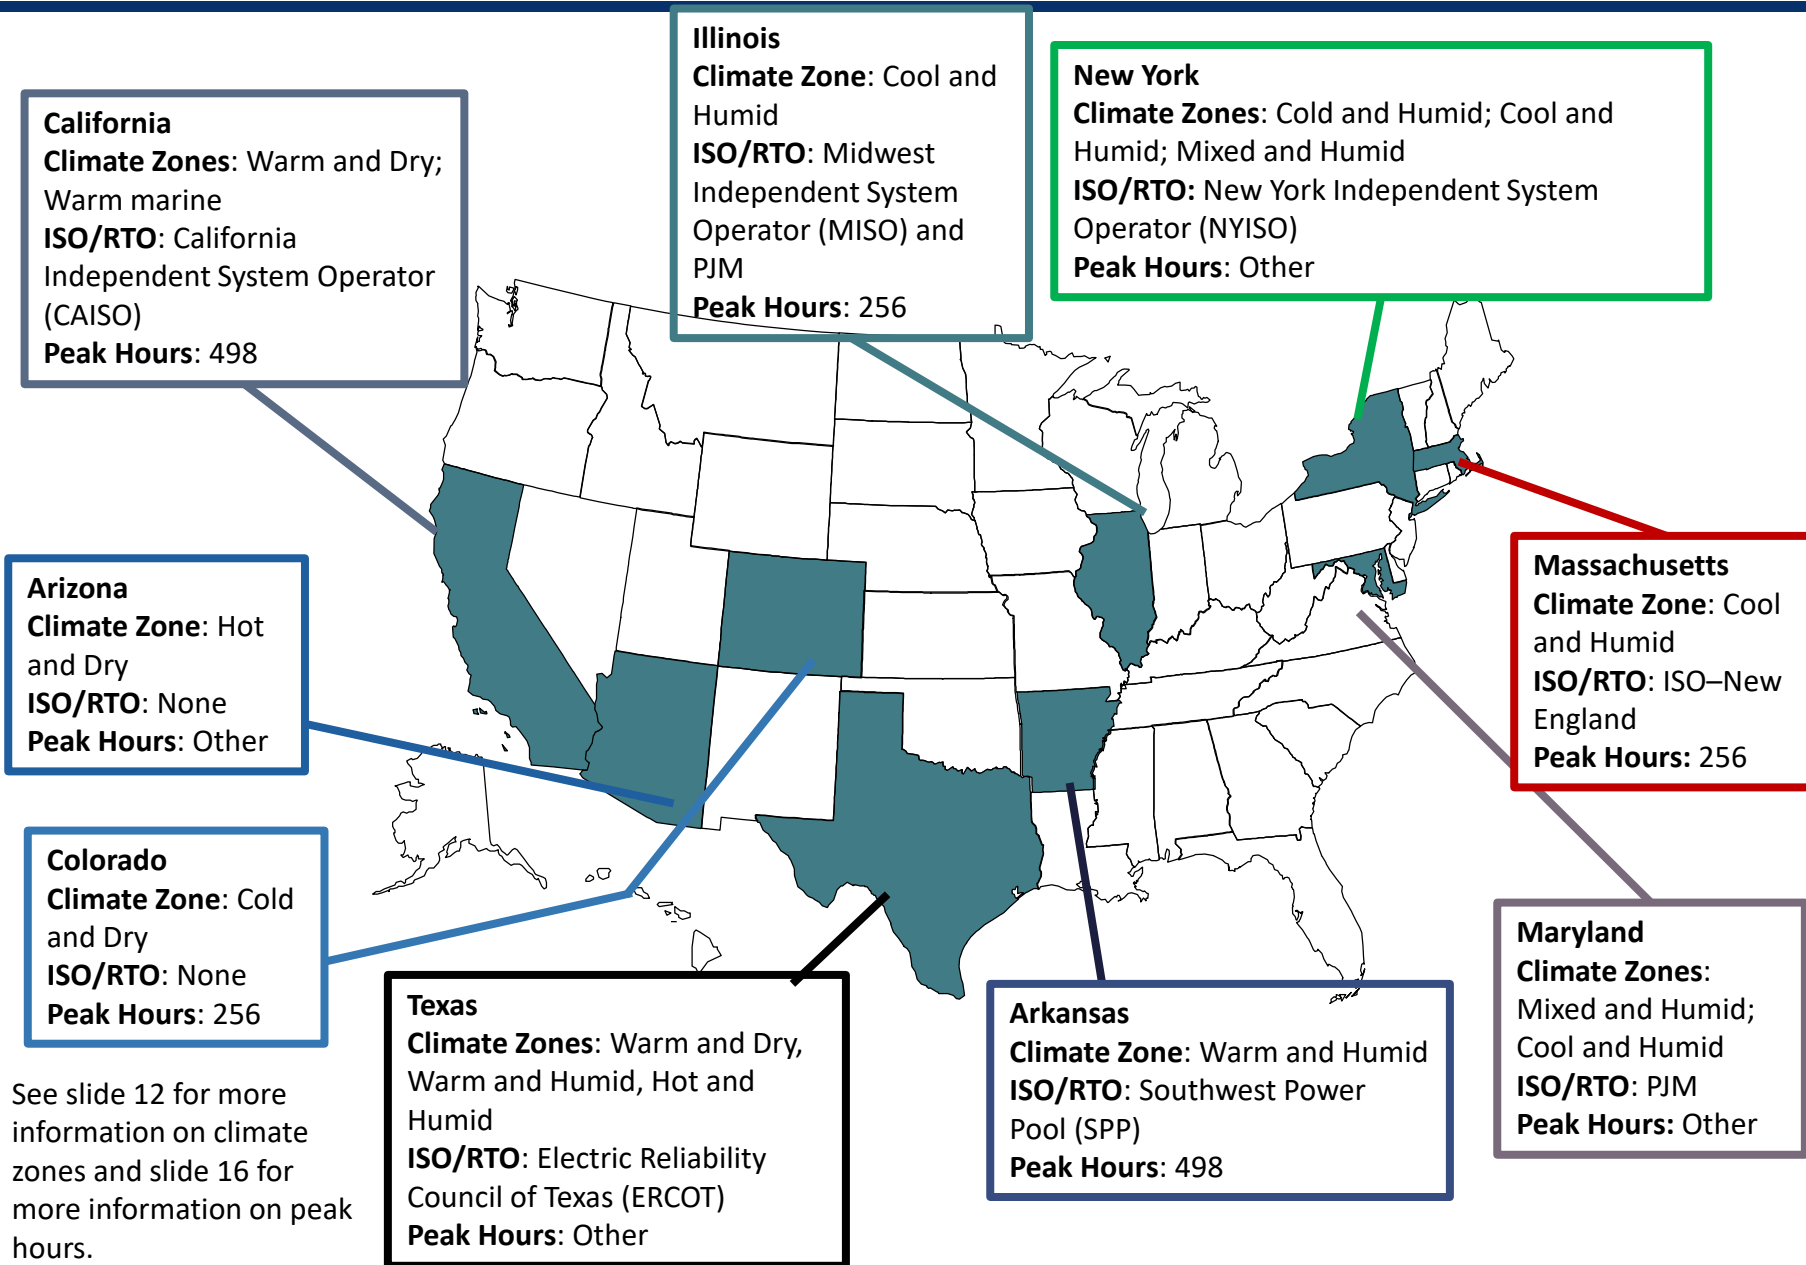 Illinois
Climate Zone: Cool and
Humid
ISO/RTO: Midwest
Independent System
Operator (MISO) and
PJM
Peak Hours: 256
New York
Climate Zones: Cold and Humid; Cool and
Humid; Mixed and Humid
ISO/RTO: New York Independent System
Operator (NYISO)
Peak Hours: Other
California
Climate Zones: Warm and Dry;
Warm marine
ISO/RTO: California
Independent System Operator
(CAISO)
Peak Hours: 498
Arizona
Climate Zone: Hot
and Dry
ISO/RTO: None
Peak Hours: Other
Massachusetts
Climate Zone: Cool
and Humid
ISO/RTO: ISO–New
England
Peak Hours: 256
Colorado
Climate Zone: Cold
and Dry
ISO/RTO: None
Peak Hours: 256
Maryland
Climate Zones:
Mixed and Humid;
Cool and Humid
ISO/RTO: PJM
Peak Hours: Other
Texas
Climate Zones: Warm and Dry,
Warm and Humid, Hot and
Humid
ISO/RTO: Electric Reliability
Council of Texas (ERCOT)
Peak Hours: Other
Arkansas
Climate Zone: Warm and Humid
ISO/RTO: Southwest Power
Pool (SPP)
Peak Hours: 498
See slide 12 for more
information on climate
zones and slide 16 for
more information on peak
hours.